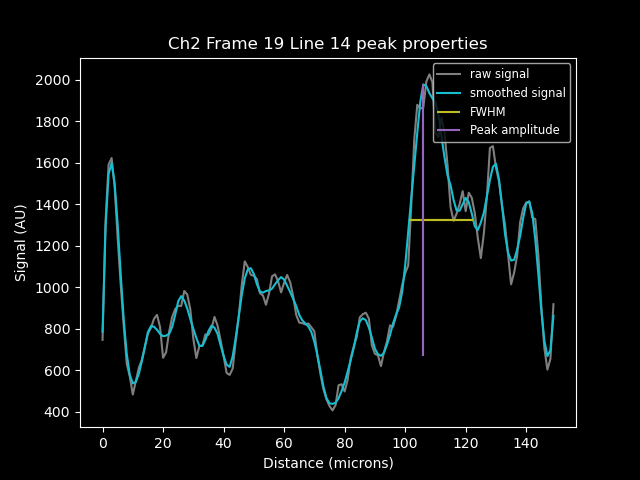 Ch2 Frame 19 Line 14 peak properties
raw signal
smoothed signal
FWHM
Peak amplitude
Signal (AU)
2000
1800
1600
1400
1200
1000
800
600
400
0 20 40 60 80 100 120 140
Distance (microns)